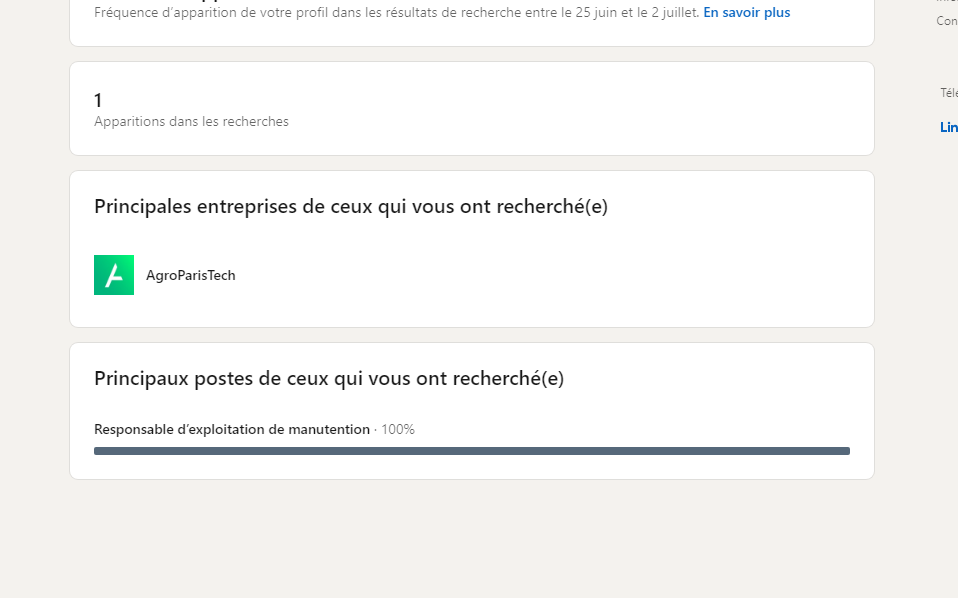 Fréquence d’apparition de votre profil dans les résultats de recherche entre le 25 juin et le 2 juillet. En savoir plus
1
Apparitions dans les recherches
Principales entreprises de ceux qui vous ont recherché(e)
AgroParisTech
Principaux postes de ceux qui vous ont recherché(e)
Responsable d’exploitation de manutention · 100%
Con
Télé
Lin